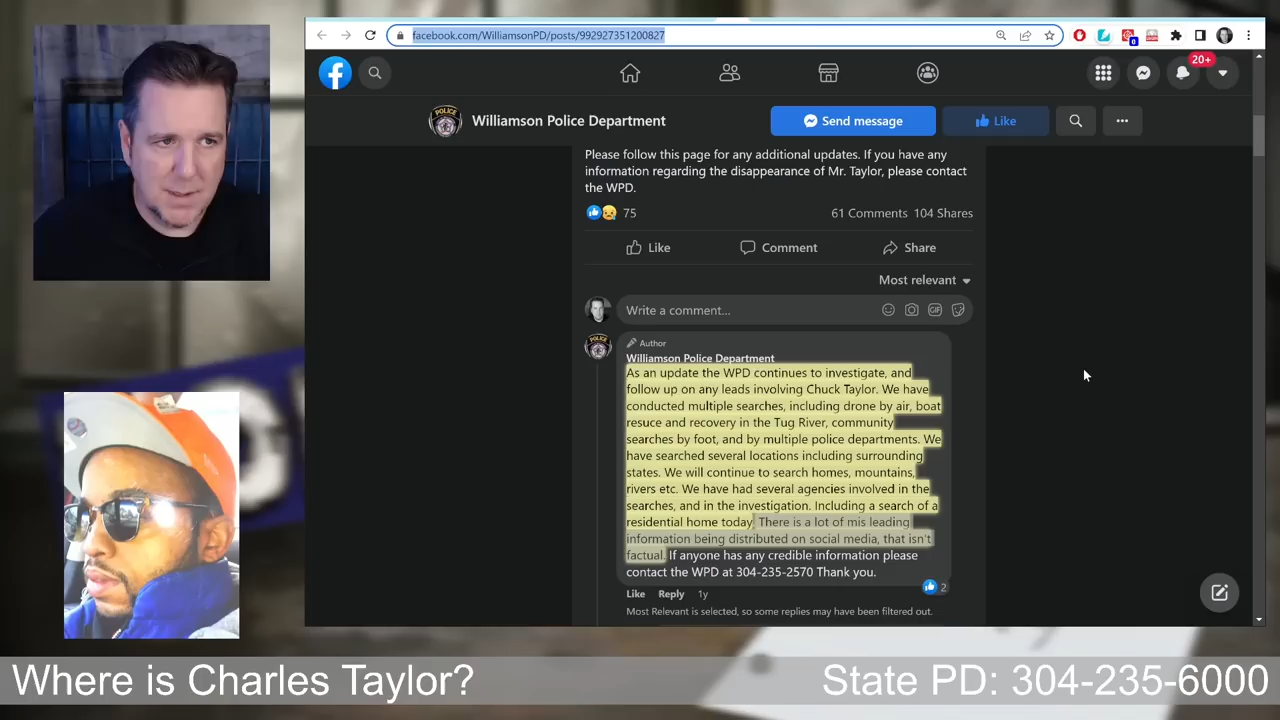 facebook.com/WilliamsonPD/posts/992927351200827
20+
Williamson Police Department
Send message
Like
Please follow this page for any additional updates. If you have any
information regarding the disappearance of Mr. Taylor, please contact
the WPD.
75
61 Comments 104 Shares
Like
Comment
Share
Most relevant
Write a comment...
GIF
Author
Williamson Police Department
As an update the WPD continues to investigate, and
follow up on any leads involving Chuck Taylor. We have
conducted multiple searches, including drone by air, boat
resuce and recovery in the Tug River, community
searches by foot, and by multiple police departments. We
have searched several locations including surrounding
states. We will continue to search homes, mountains,
rivers etc. We have had several agencies involved in the
searches, and in the investigation. Including a search of a
residential home today. There is a lot of mis leading
information being distributed on social media, that isn't
factual. If anyone has any credible information please
contact the WPD at 304-235-2570 Thank you.
2
Like Reply 1y
Most Relevant is selected, so some replies may have been filtered out.
Where is Charles Taylor?
State PD: 304-235-6000